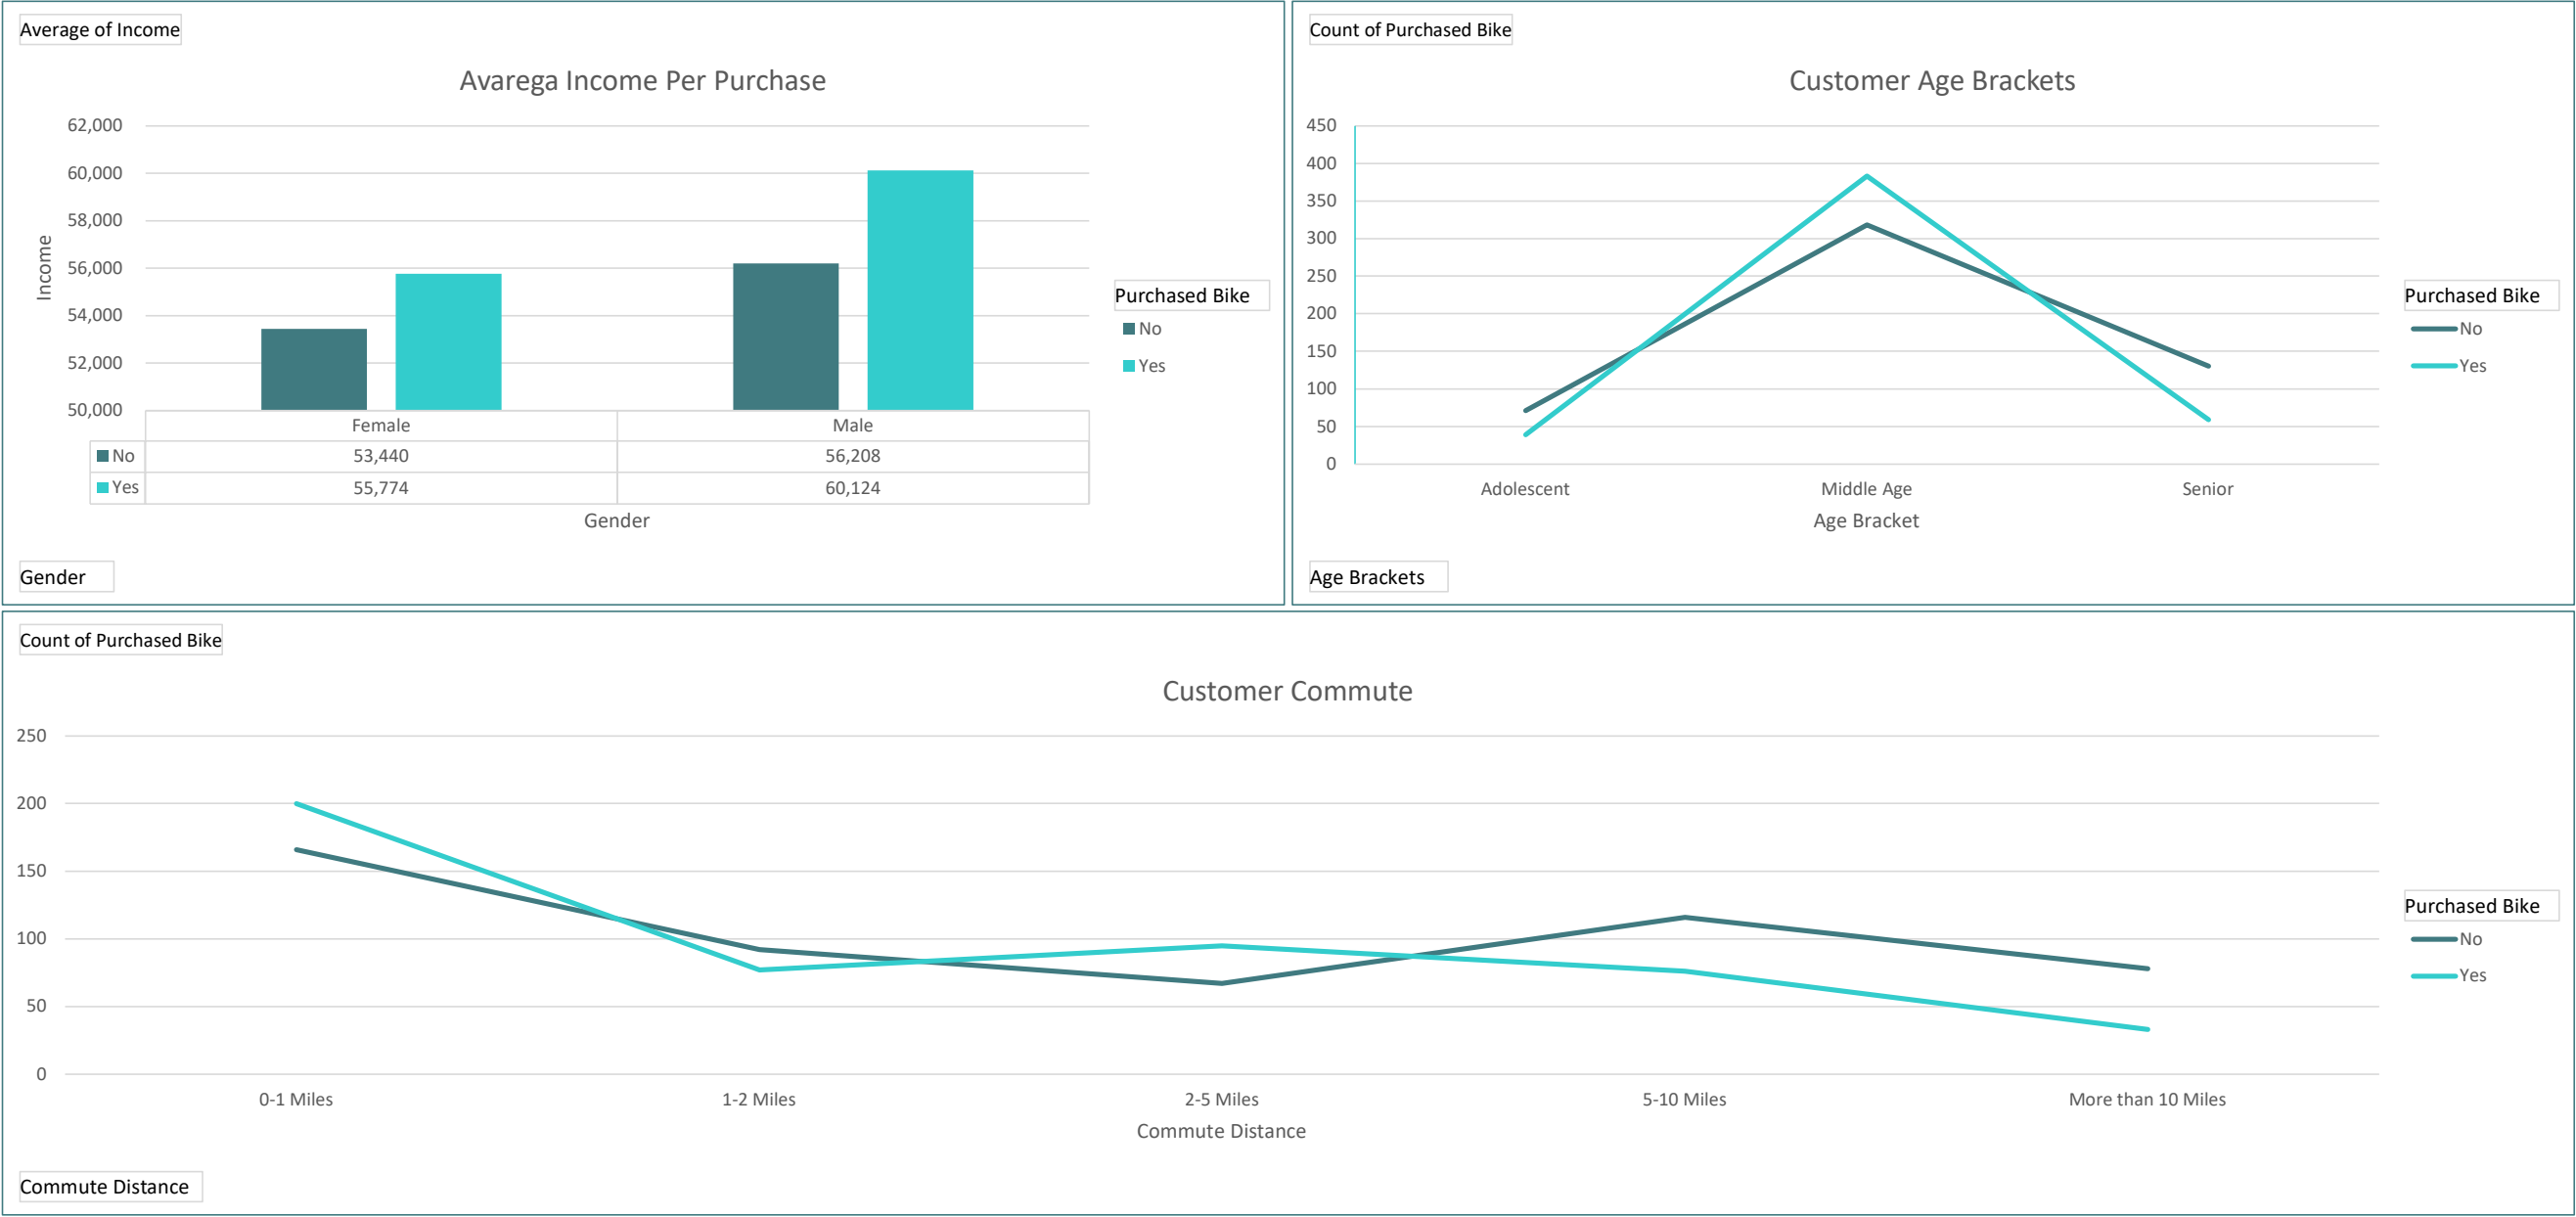 Average of Income
Avarega Income Per Purchase
62,000
60,000
58,000
56,000
54,000
52,000
50,000
Income
Female Male
No 53,440 56,208
Yes 55,774 60,124
Gender
Purchased Bike
No
Yes
Gender
Count of Purchased Bike
Customer Age Brackets
450
400
350
300
250
200
150
100
50
0
Adolescent Middle Age Senior
Age Bracket
Purchased Bike
No
Yes
Age Brackets
Count of Purchased Bike
Customer Commute
250
200
150
100
50
0
0-1 Miles 1-2 Miles 2-5 Miles 5-10 Miles More than 10 Miles
Commute Distance
Purchased Bike
No
Yes
Commute Distance